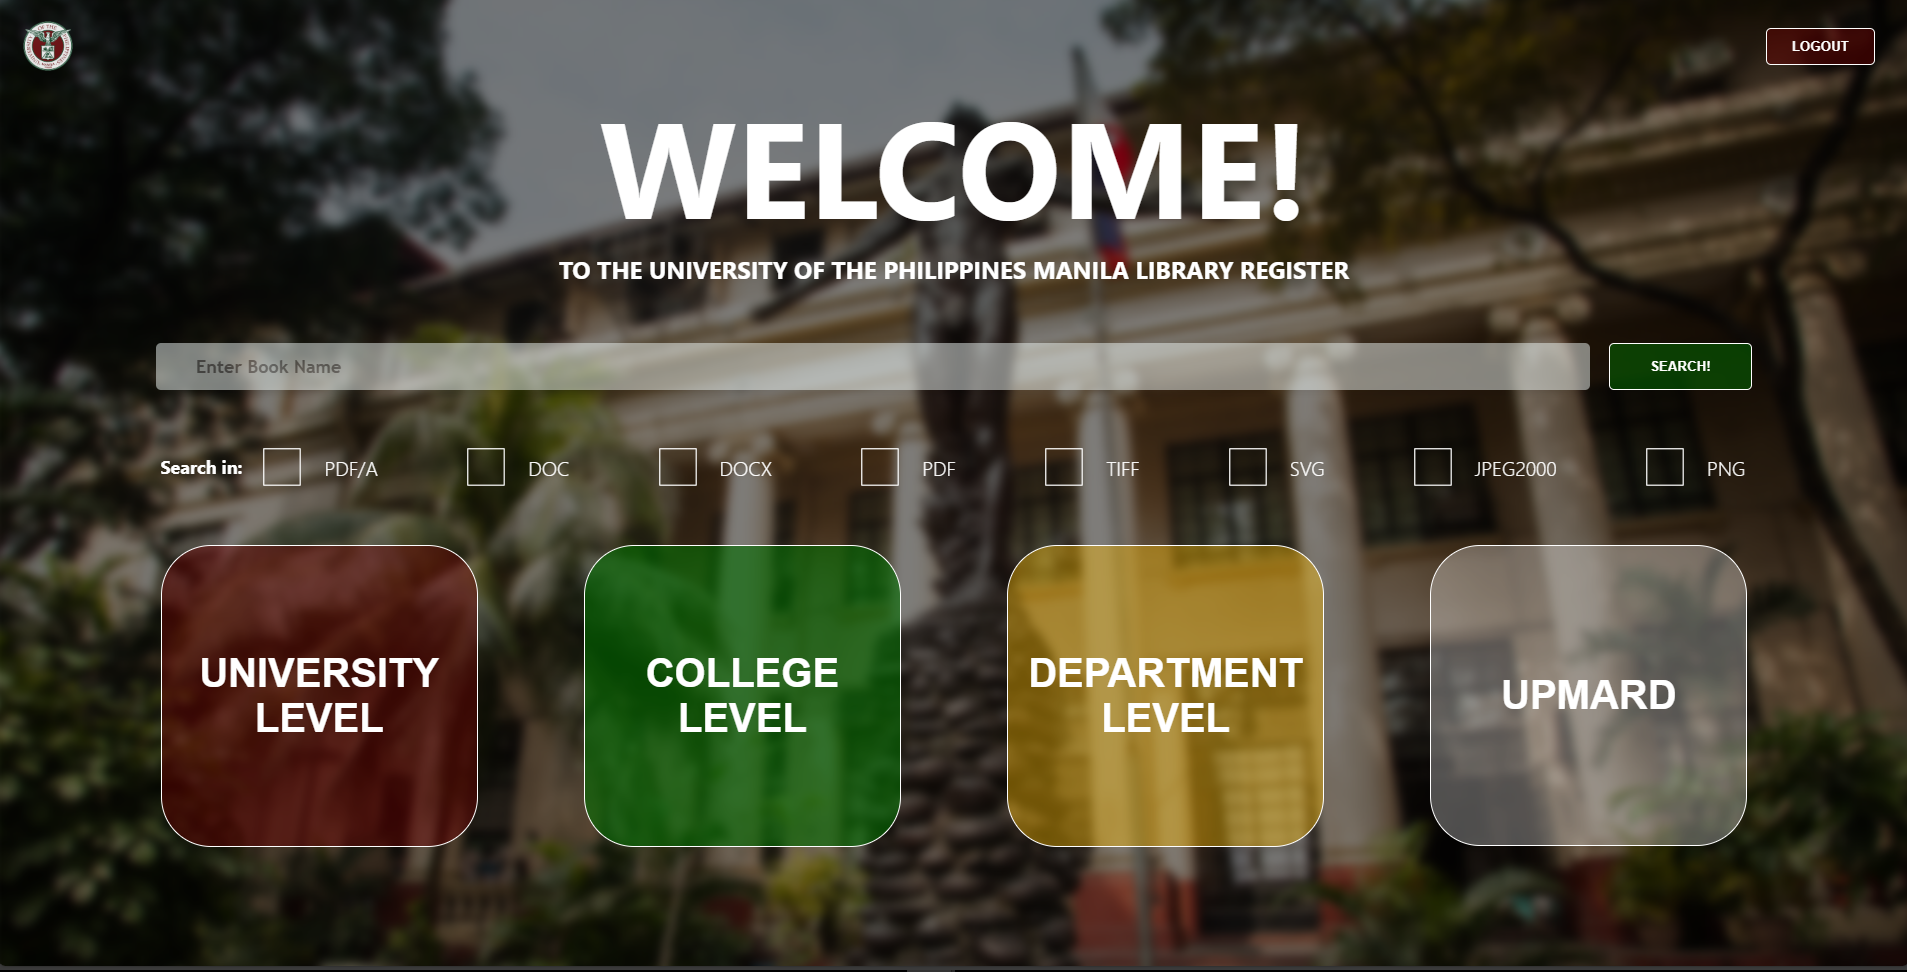 LOGOUT
WELCOME!
TO THE UNIVERSITY OF THE PHILIPPINES MANILA LIBRARY REGISTER
Enter Book Name
SEARCH!
Search in: PDF/A DOC DOCX PDF TIFF SVG JPEG2000 PNG
UNIVERSITY
LEVEL
COLLEGE
LEVEL
DEPARTMENT
LEVEL
UPMARD